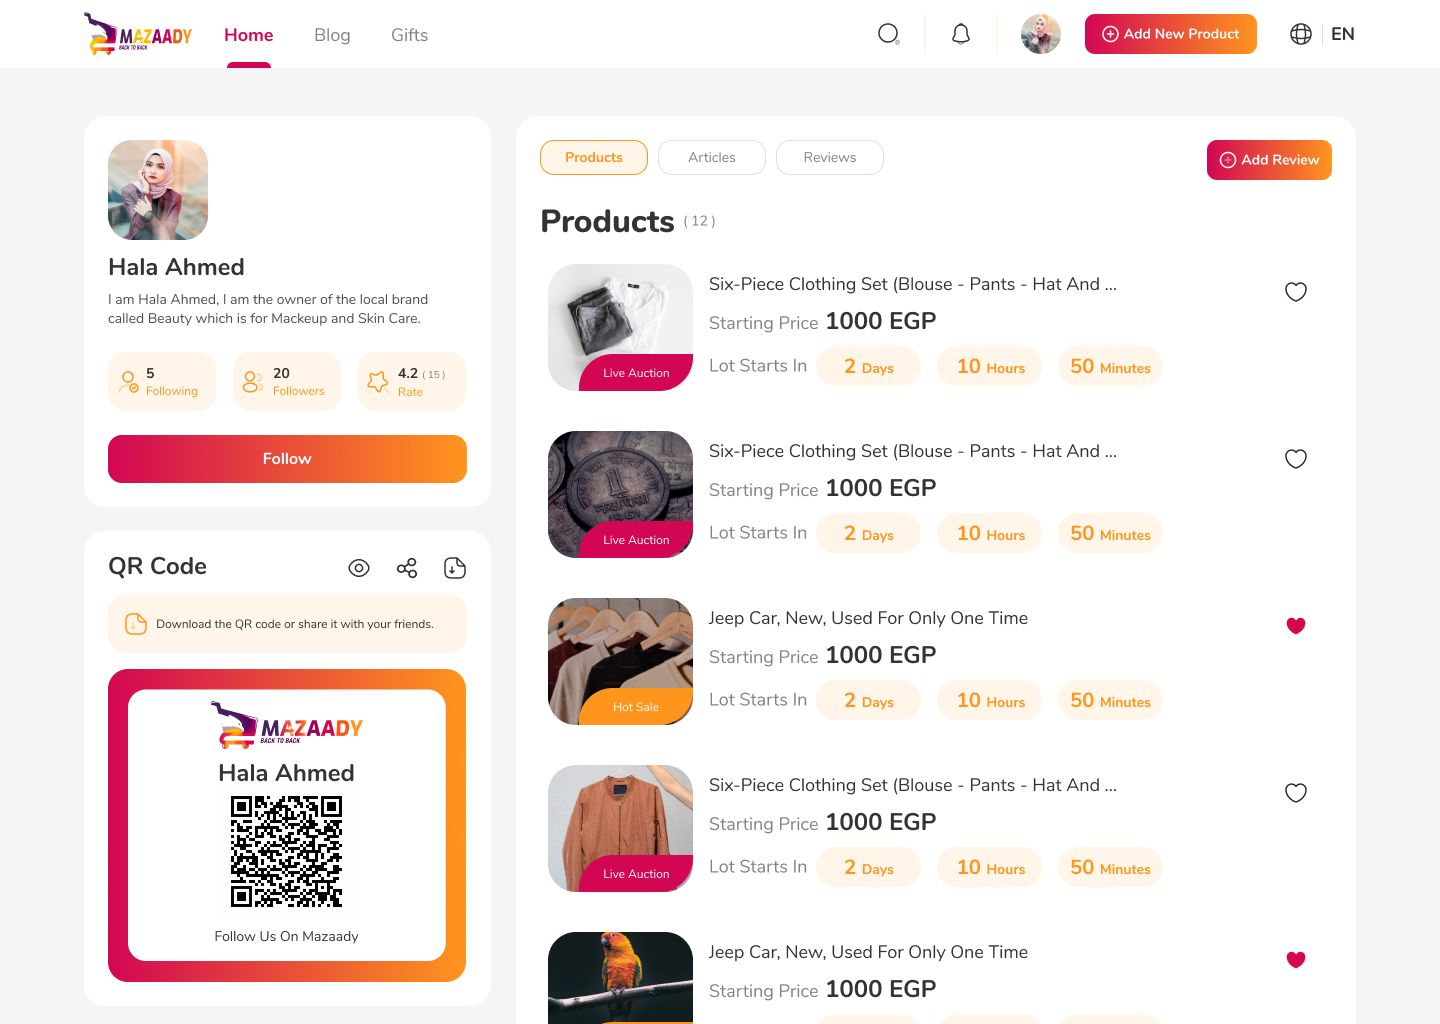 MAZAADY
BACK TO BACK
Home
Blog
Gifts
Add New Product
EN
Hala Ahmed
I am Hala Ahmed, I am the owner of the local brand
called Beauty which is for Mackeup and Skin Care.
5
Following
20
Followers
4.2 ( 15 )
Rate
Follow
QR Code
Download the QR code or share it with your friends.
MAZAADY
BACK TO BACK
Hala Ahmed
Follow Us On Mazaady
Products
Articles
Reviews
Add Review
Products ( 12 )
Live Auction
Six-Piece Clothing Set (Blouse - Pants - Hat And ...
Starting Price 1000 EGP
Lot Starts In 2 Days 10 Hours 50 Minutes
Live Auction
Six-Piece Clothing Set (Blouse - Pants - Hat And ...
Starting Price 1000 EGP
Lot Starts In 2 Days 10 Hours 50 Minutes
Hot Sale
Jeep Car, New, Used For Only One Time
Starting Price 1000 EGP
Lot Starts In 2 Days 10 Hours 50 Minutes
Live Auction
Six-Piece Clothing Set (Blouse - Pants - Hat And ...
Starting Price 1000 EGP
Lot Starts In 2 Days 10 Hours 50 Minutes
Jeep Car, New, Used For Only One Time
Starting Price 1000 EGP